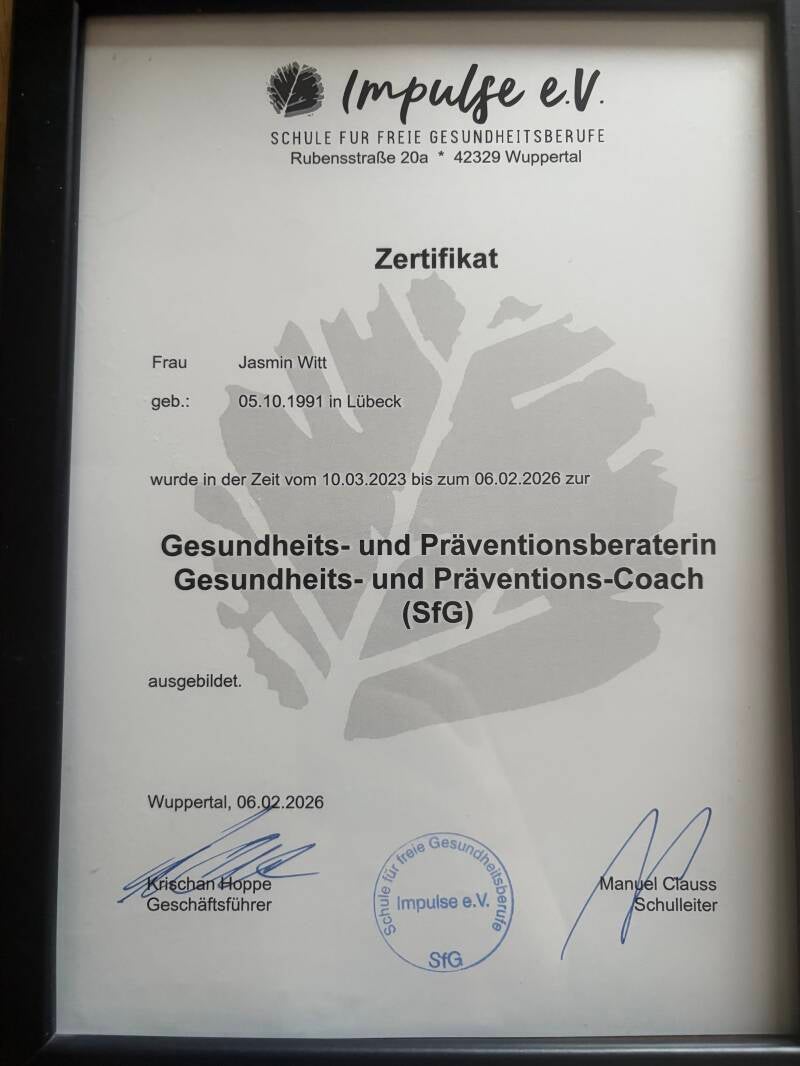 Impulse e.V.
SCHULE FÜR FREIE GESUNDHEITSBERUFE
Rubensstraße 20a * 42329 Wuppertal
Zertifikat
Frau Jasmin Witt
geb.: 05.10.1991 in Lübeck
wurde in der Zeit vom 10.03.2023 bis zum 06.02.2026 zur
Gesundheits- und Präventionsberaterin
Gesundheits- und Präventions-Coach
(SfG)
ausgebildet.
Wuppertal, 06.02.2026
Krischan Hoppe
Geschäftsführer
Schule für freie Gesundheitsberufe
Impulse e.V.
SfG
Manuel Clauss
Schulleiter